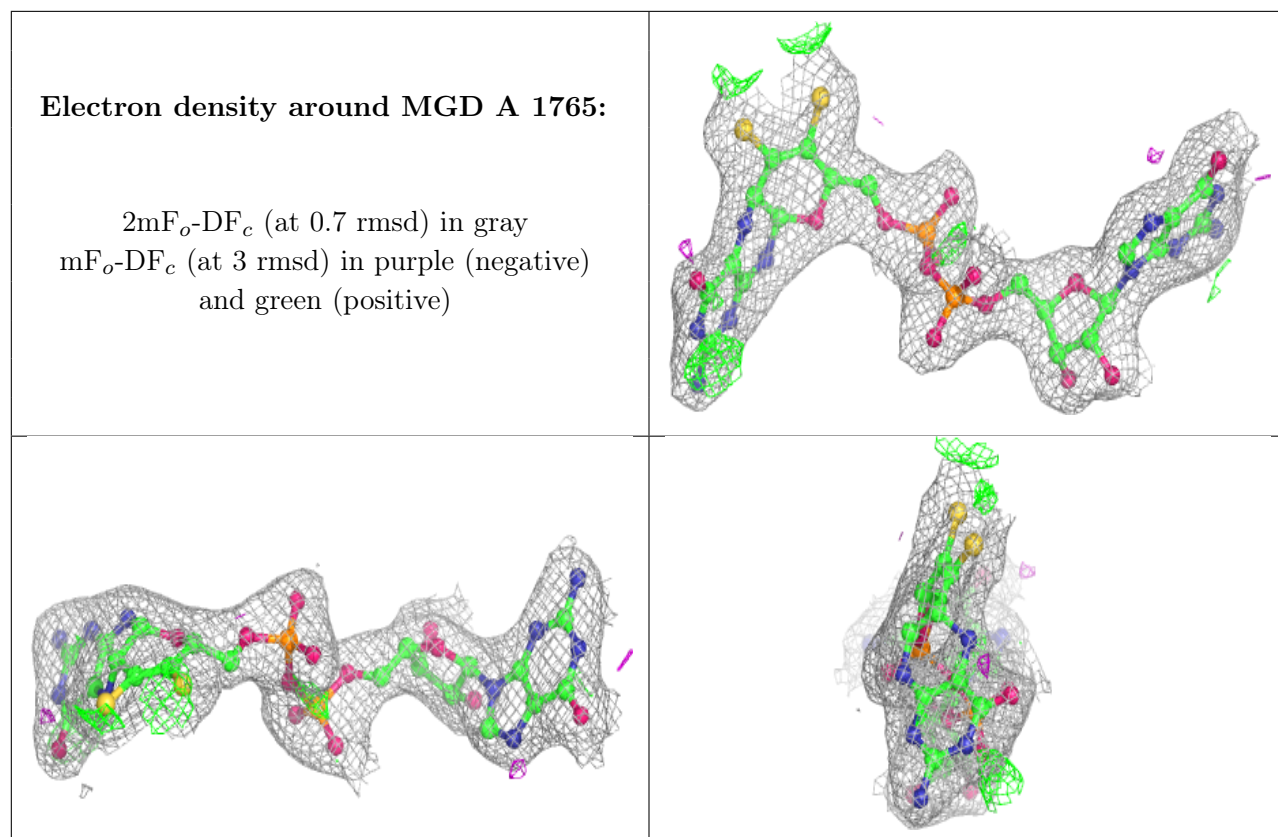 Electron density around MGD A 1765:
2mFₒ-DF𝒸 (at 0.7 rmsd) in gray
mFₒ-DF𝒸 (at 3 rmsd) in purple (negative)
and green (positive)